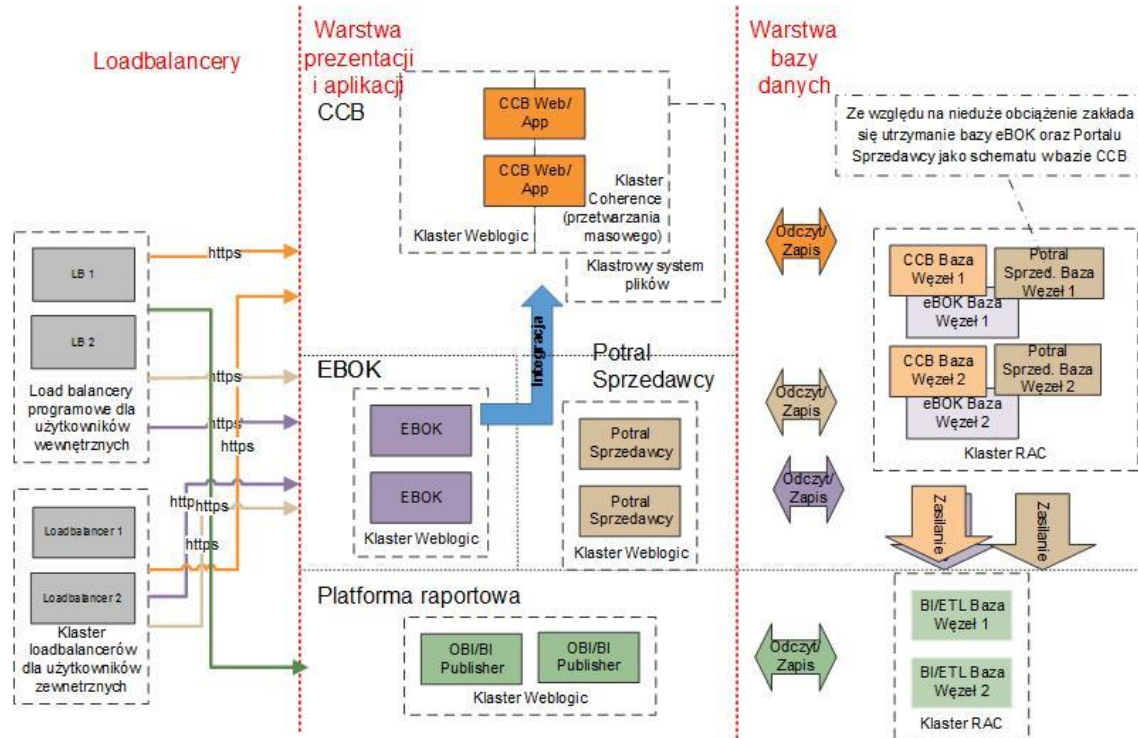 Loadbalancery
Warstwa
prezentacji
i aplikacji
Warstwa
bazy
danych
CCB
CCB Web/
App
CCB Web/
App
Klaster
Coherence
(przetwarzania
masowego)
Klaster Weblogic
Klastrowy system
plików
Ze względu na nieduże obciążenie zakłada
się utrzymanie bazy eBOK oraz Portalu
Sprzedawcy jako schematu w bazie CCB
LB 1
LB 2
Load balancery
programowe dla
użytkowników
wewnętrznych
https
https
https
https
http
https
https
Loadbalancer 1
Loadbalancer 2
Klaster
loadbalancerów
dla użytkowników
zewnetrznych
Integracja
EBOK
EBOK
EBOK
Klaster Weblogic
Potral
Sprzedawcy
Potral
Sprzedawcy
Potral
Sprzedawcy
Klaster Weblogic
Platforma raportowa
OBI/BI
Publisher
OBI/BI
Publisher
Klaster Weblogic
Odczyt/
Zapis
Odczyt/
Zapis
Odczyt/
Zapis
Odczyt/
Zapis
CCB Baza
Węzeł 1
Potral
Sprzed. Baza
Węzeł 1
eBOK Baza
Węzeł 1
CCB Baza
Węzeł 2
Potral
Sprzed. Baza
Węzeł 2
eBOK Baza
Węzeł 2
Klaster RAC
Zasilanie
Zasilanie
BI/ETL Baza
Węzeł 1
BI/ETL Baza
Węzeł 2
Klaster RAC